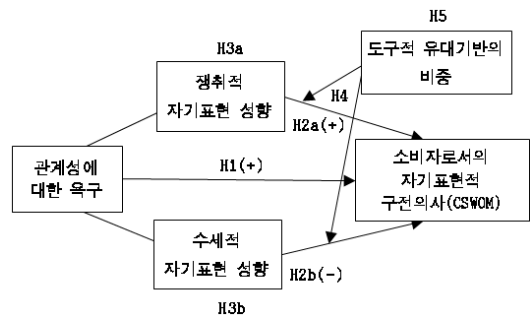 H5
H3a
도구적 유대기반의
비중
쟁취적
자기표현 성향
H4
H2a(+)
관계성에
대한 욕구
H1(+)
소비자로서의
자기표현적
구전의사(CSWOM)
수세적
자기표현 성향
H2b(-)
H3b